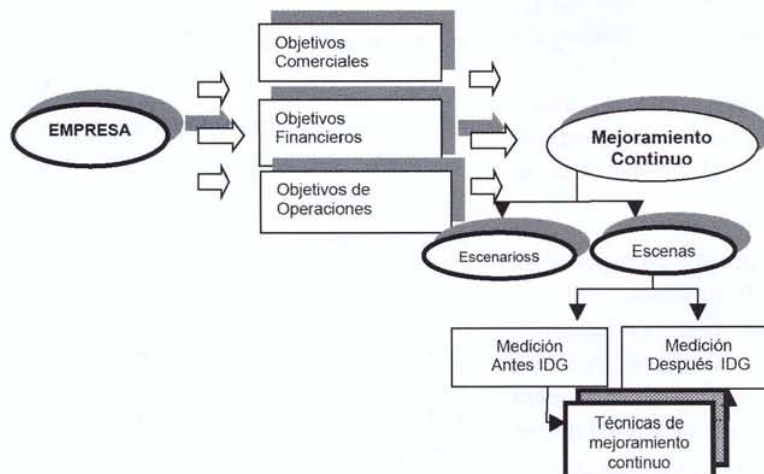 Objetivos
Comerciales
EMPRESA
Objetivos
Financieros
Mejoramiento
Continuo
Objetivos de
Operaciones
Escenarioss
Escenas
Medición
Antes IDG
Medición
Después IDG
Técnicas de
mejoramiento
continuo